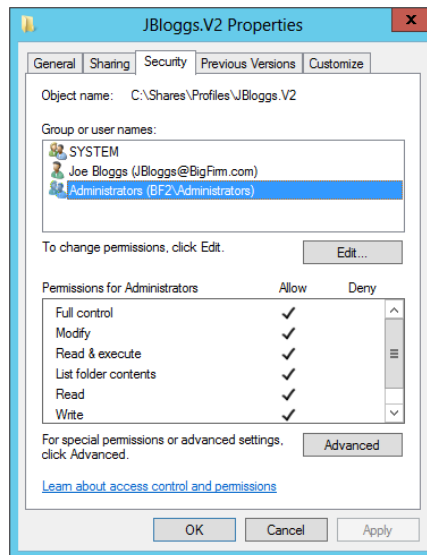 JBloggs.V2 Properties
x
General Sharing Security Previous Versions Customize
Object name: C:\Shares\Profiles\JBloggs.V2
Group or user names:
SYSTEM
Joe Bloggs (JBloggs@BigFirm.com)
Administrators (BF2\Administrators)
To change permissions, click Edit. Edit...
Permissions for Administrators Allow Deny
Full control
Modify
Read & execute
List folder contents
Read
Write
For special permissions or advanced settings,
click Advanced. Advanced
Learn about access control and permissions
OK Cancel Apply